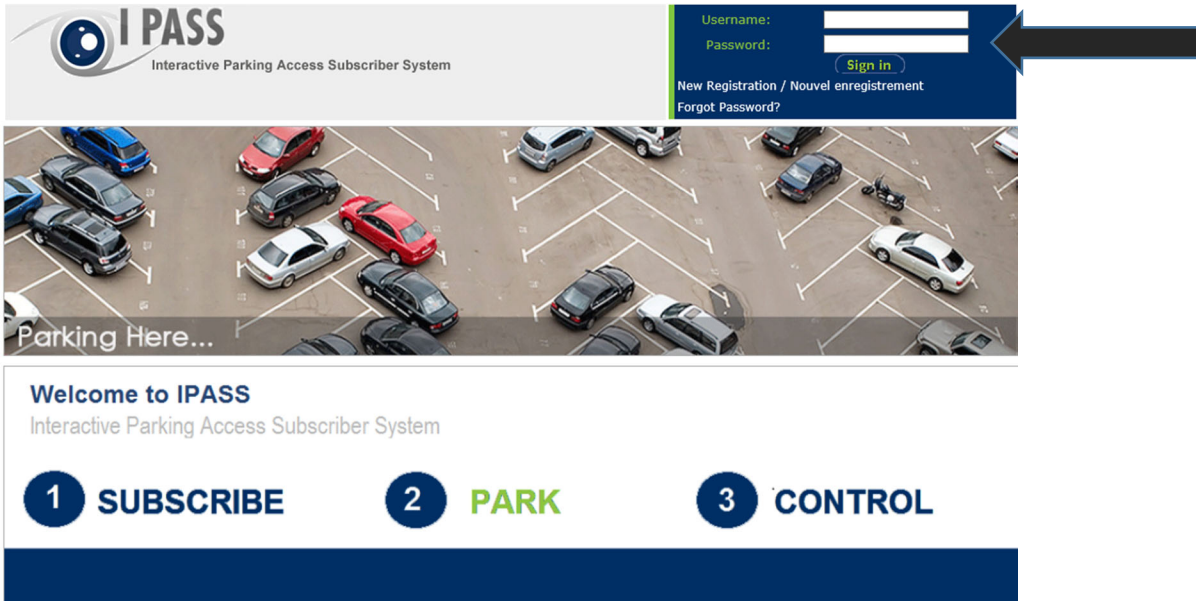 I PASS
Interactive Parking Access Subscriber System
Username:
Password:
Sign in
New Registration / Nouvel enregistrement
Forgot Password?
Parking Here...
Welcome to IPASS
Interactive Parking Access Subscriber System
1 SUBSCRIBE
2 PARK
3 CONTROL